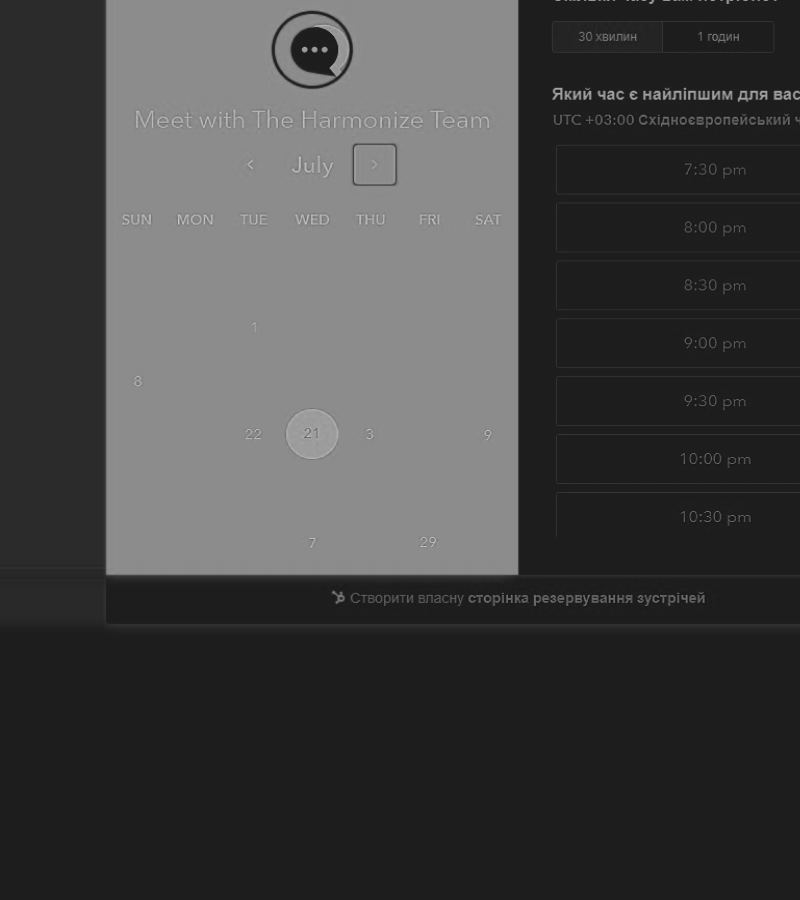 Meet with The Harmonize Team
July
SUN MON TUE WED THU FRI SAT
1
8
22 21 3 9
7 29
30 хвилин 1 годин
Який час є найліпшим для вас
UTC +03:00 Східноєвропейський ч
7:30 pm
8:00 pm
8:30 pm
9:00 pm
9:30 pm
10:00 pm
10:30 pm
Створити власну сторінка резервування зустрічей